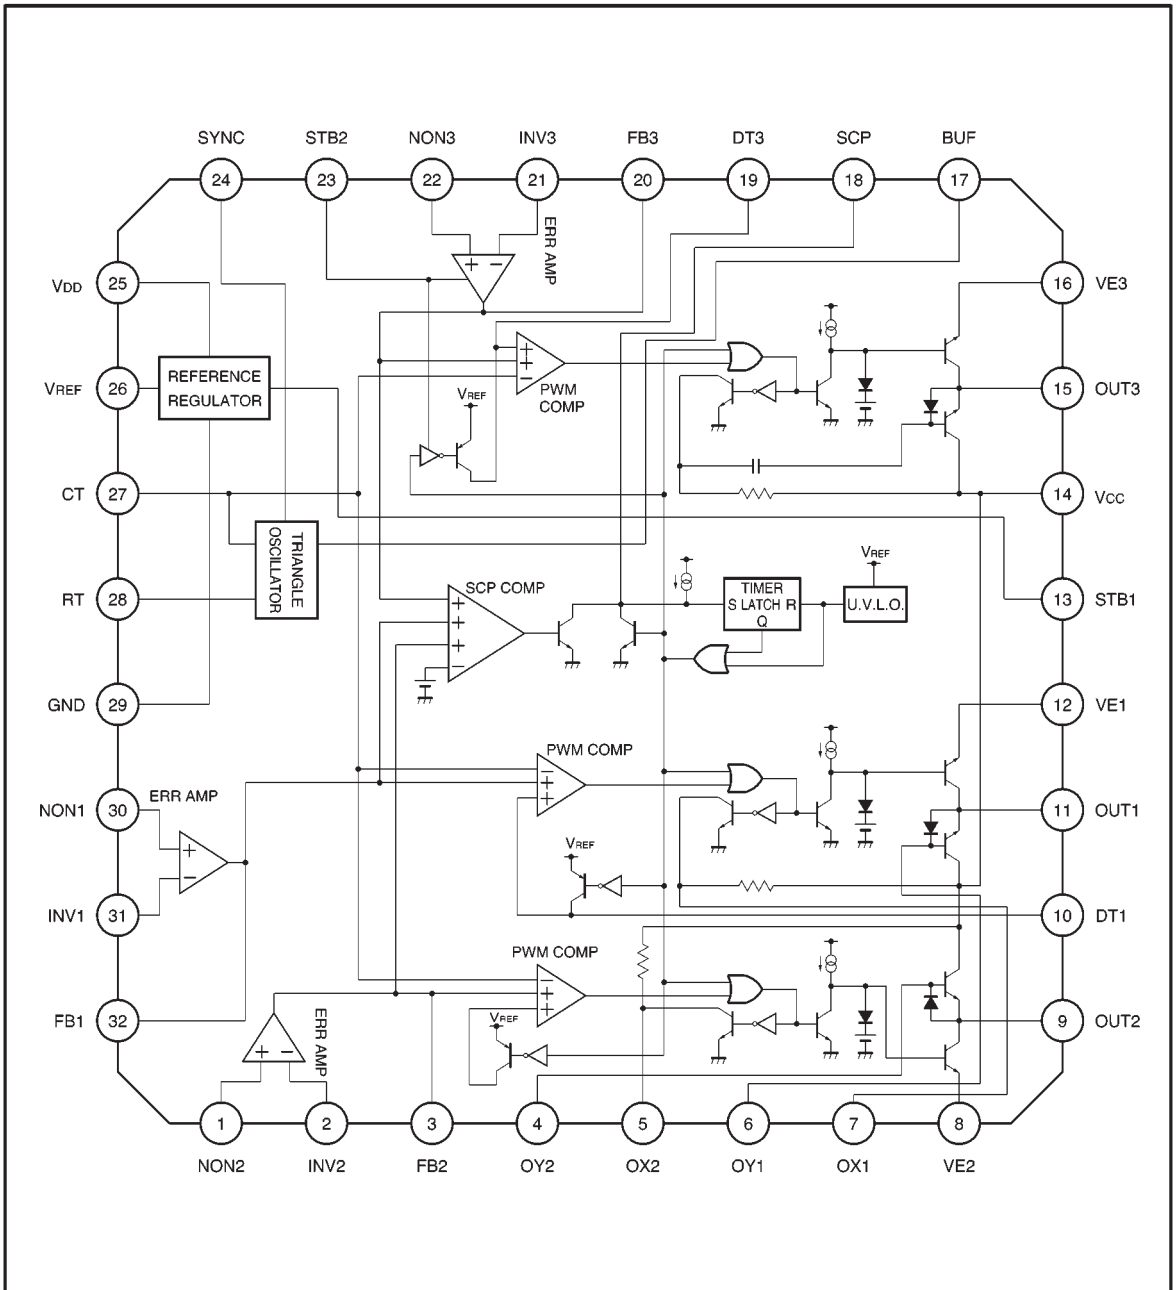 SYNC STB2 NON3 INV3 FB3 DT3 SCP BUF
24 23 22 21 20 19 18 17
ERR AMP
+ −
VDD 25
16 VE3
VREF 26
REFERENCE
REGULATOR
+
+
−
PWM
COMP
VREF
15 OUT3
CT 27
14 VCC
TRIANGLE
OSCILLATOR
RT 28
SCP COMP
+
+
+
−
TIMER
S LATCH R
Q
VREF
U.V.L.O.
13 STB1
GND 29
12 VE1
PWM COMP
−
+
+
NON1 30
ERR AMP
+
−
11 OUT1
VREF
INV1 31
10 DT1
PWM COMP
−
+
+
VREF
FB1 32
ERR AMP
+ −
9 OUT2
1 2 3 4 5 6 7 8
NON2 INV2 FB2 OY2 OX2 OY1 OX1 VE2